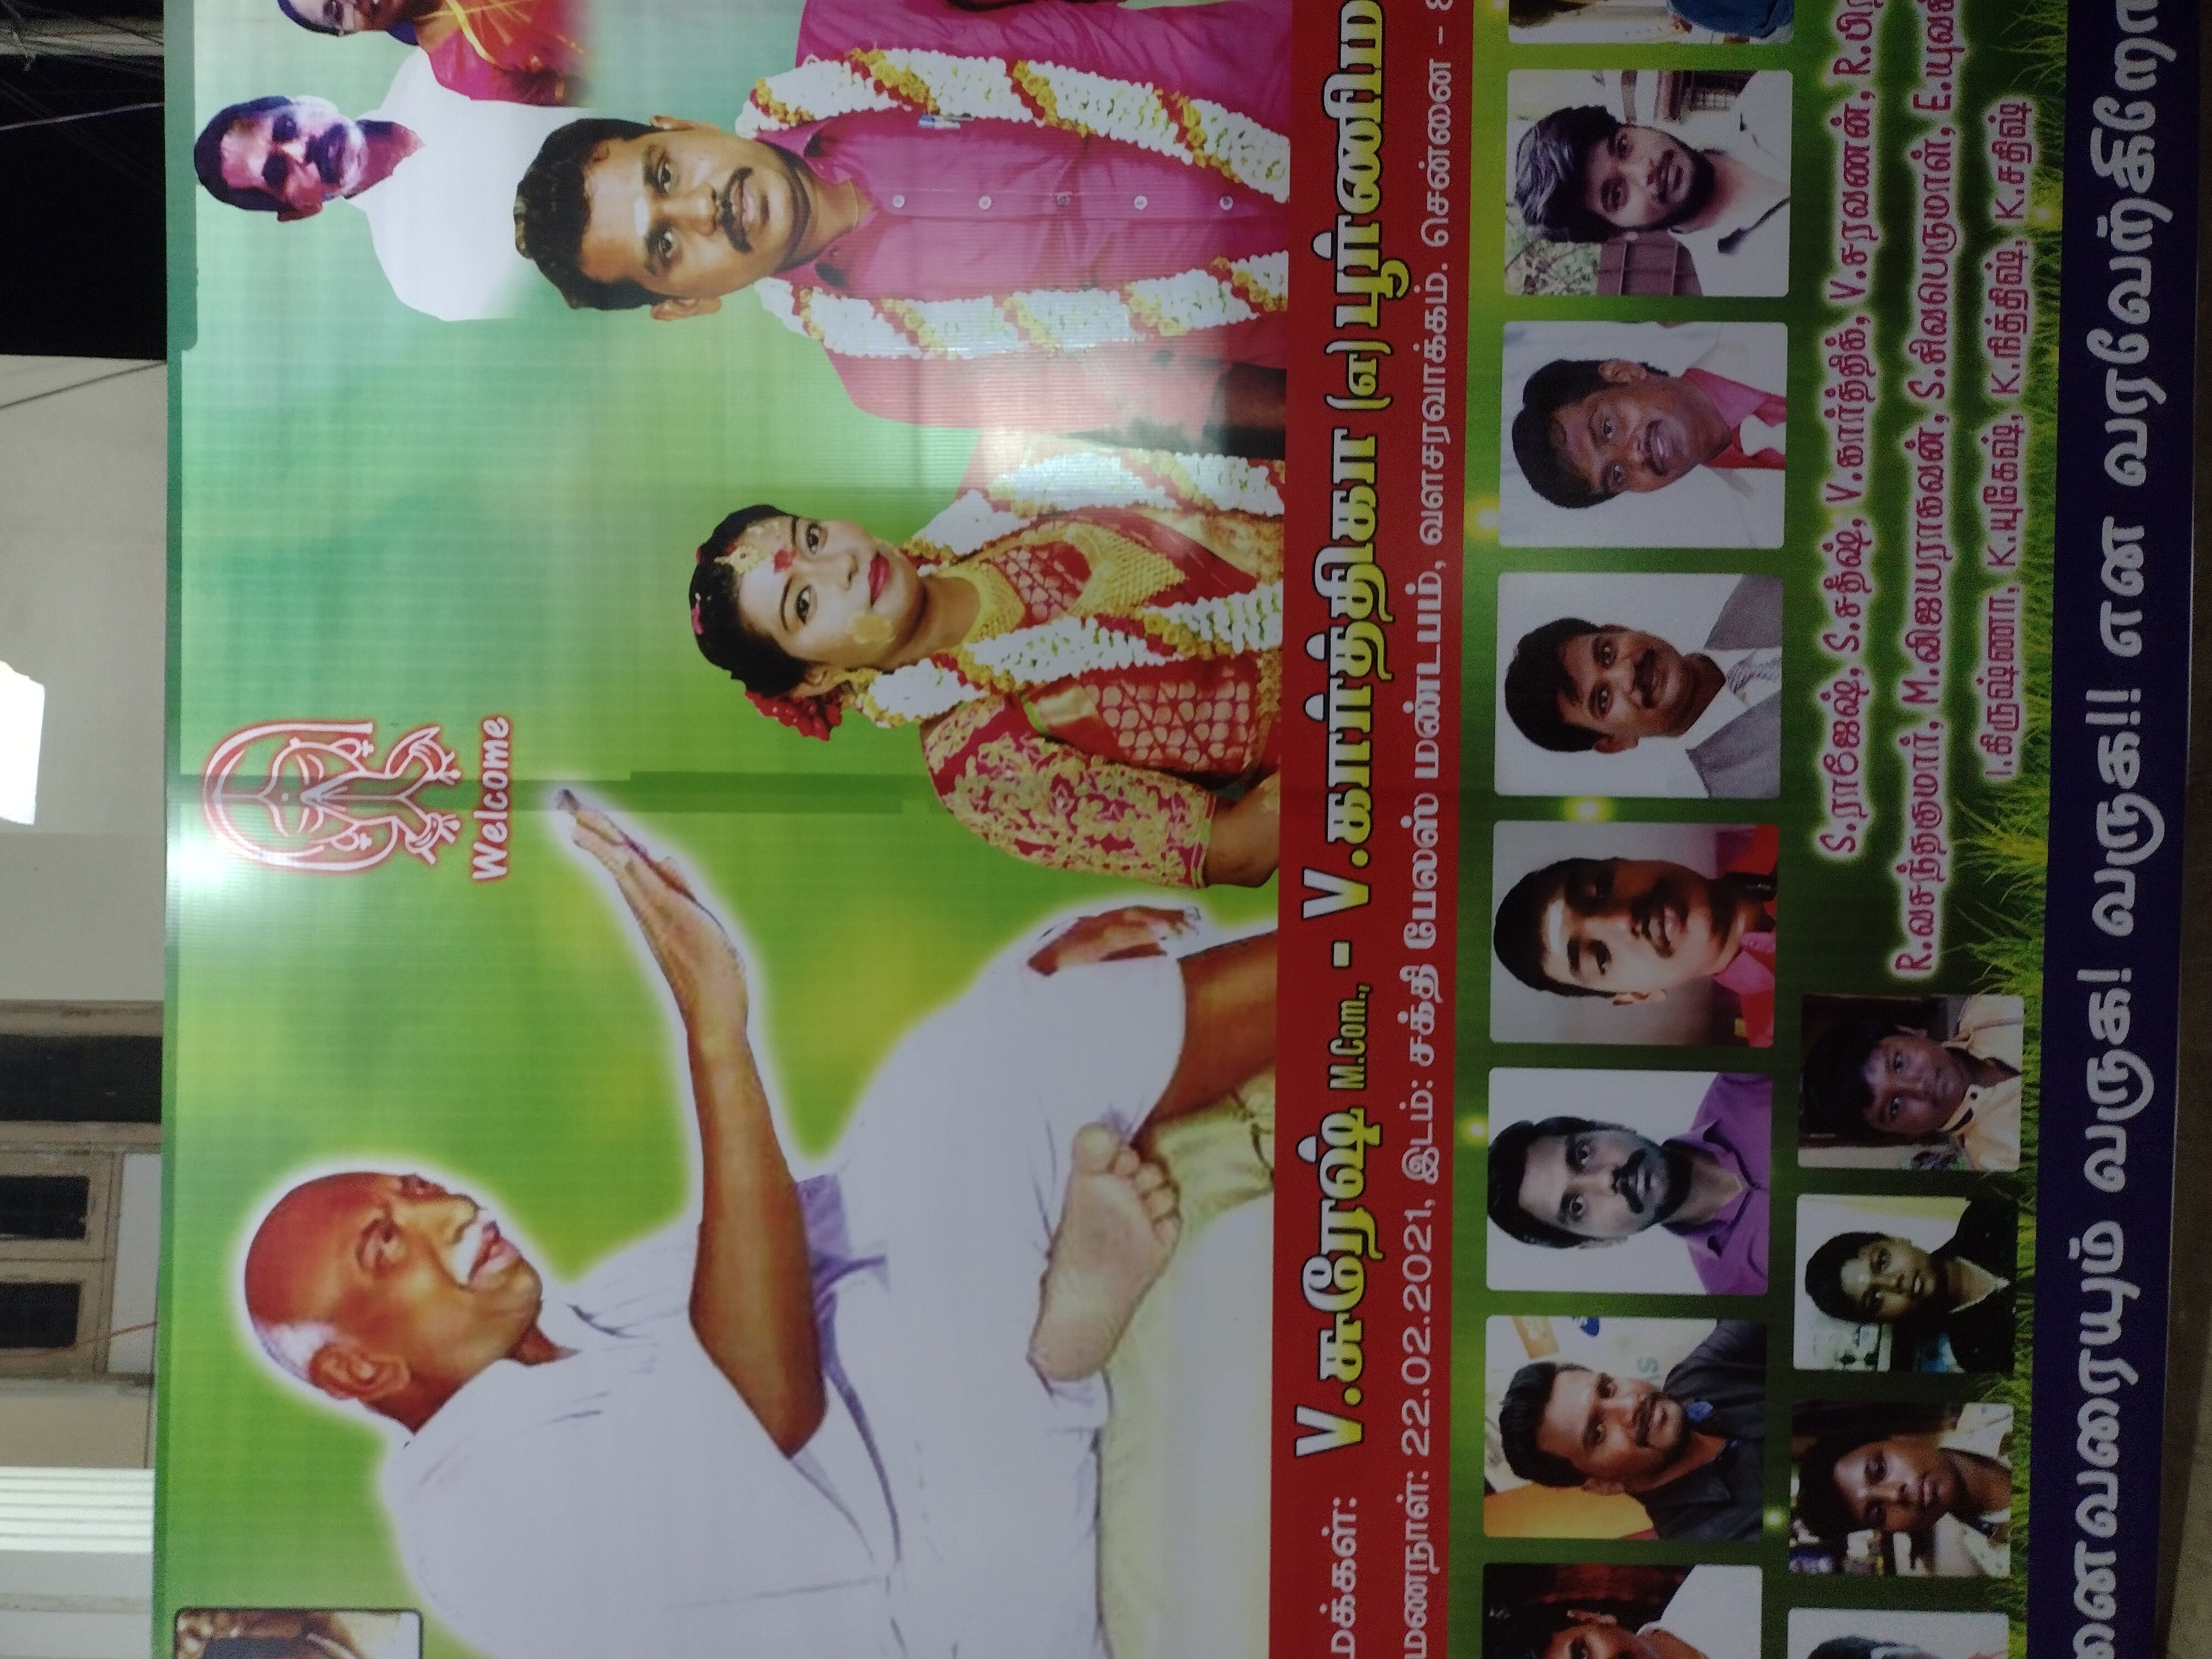 Welcome
மக்கள்: V.சுரேஷ் M.Com., - V.கார்த்திகா (எ) பூர்ணிம
மணநாள்: 22.02.2021, இடம்: சக்தி பேலஸ் மண்டபம், வளசரவாக்கம். சென்னை -
S.ராஜேஷ், S.சதீஷ், V.கார்த்திக், V.சரவணன், R.பிர
R.வசந்தகுமார், M.விஜயராகவன், S.சிவபெருமாள், E.யுவ
I.கிருஷ்ணா, K.யுகேஷ், K.நித்திஷ், K.சதிஷ்
னைவரையும் வருக! வருக!! என வரவேற்கிறோ